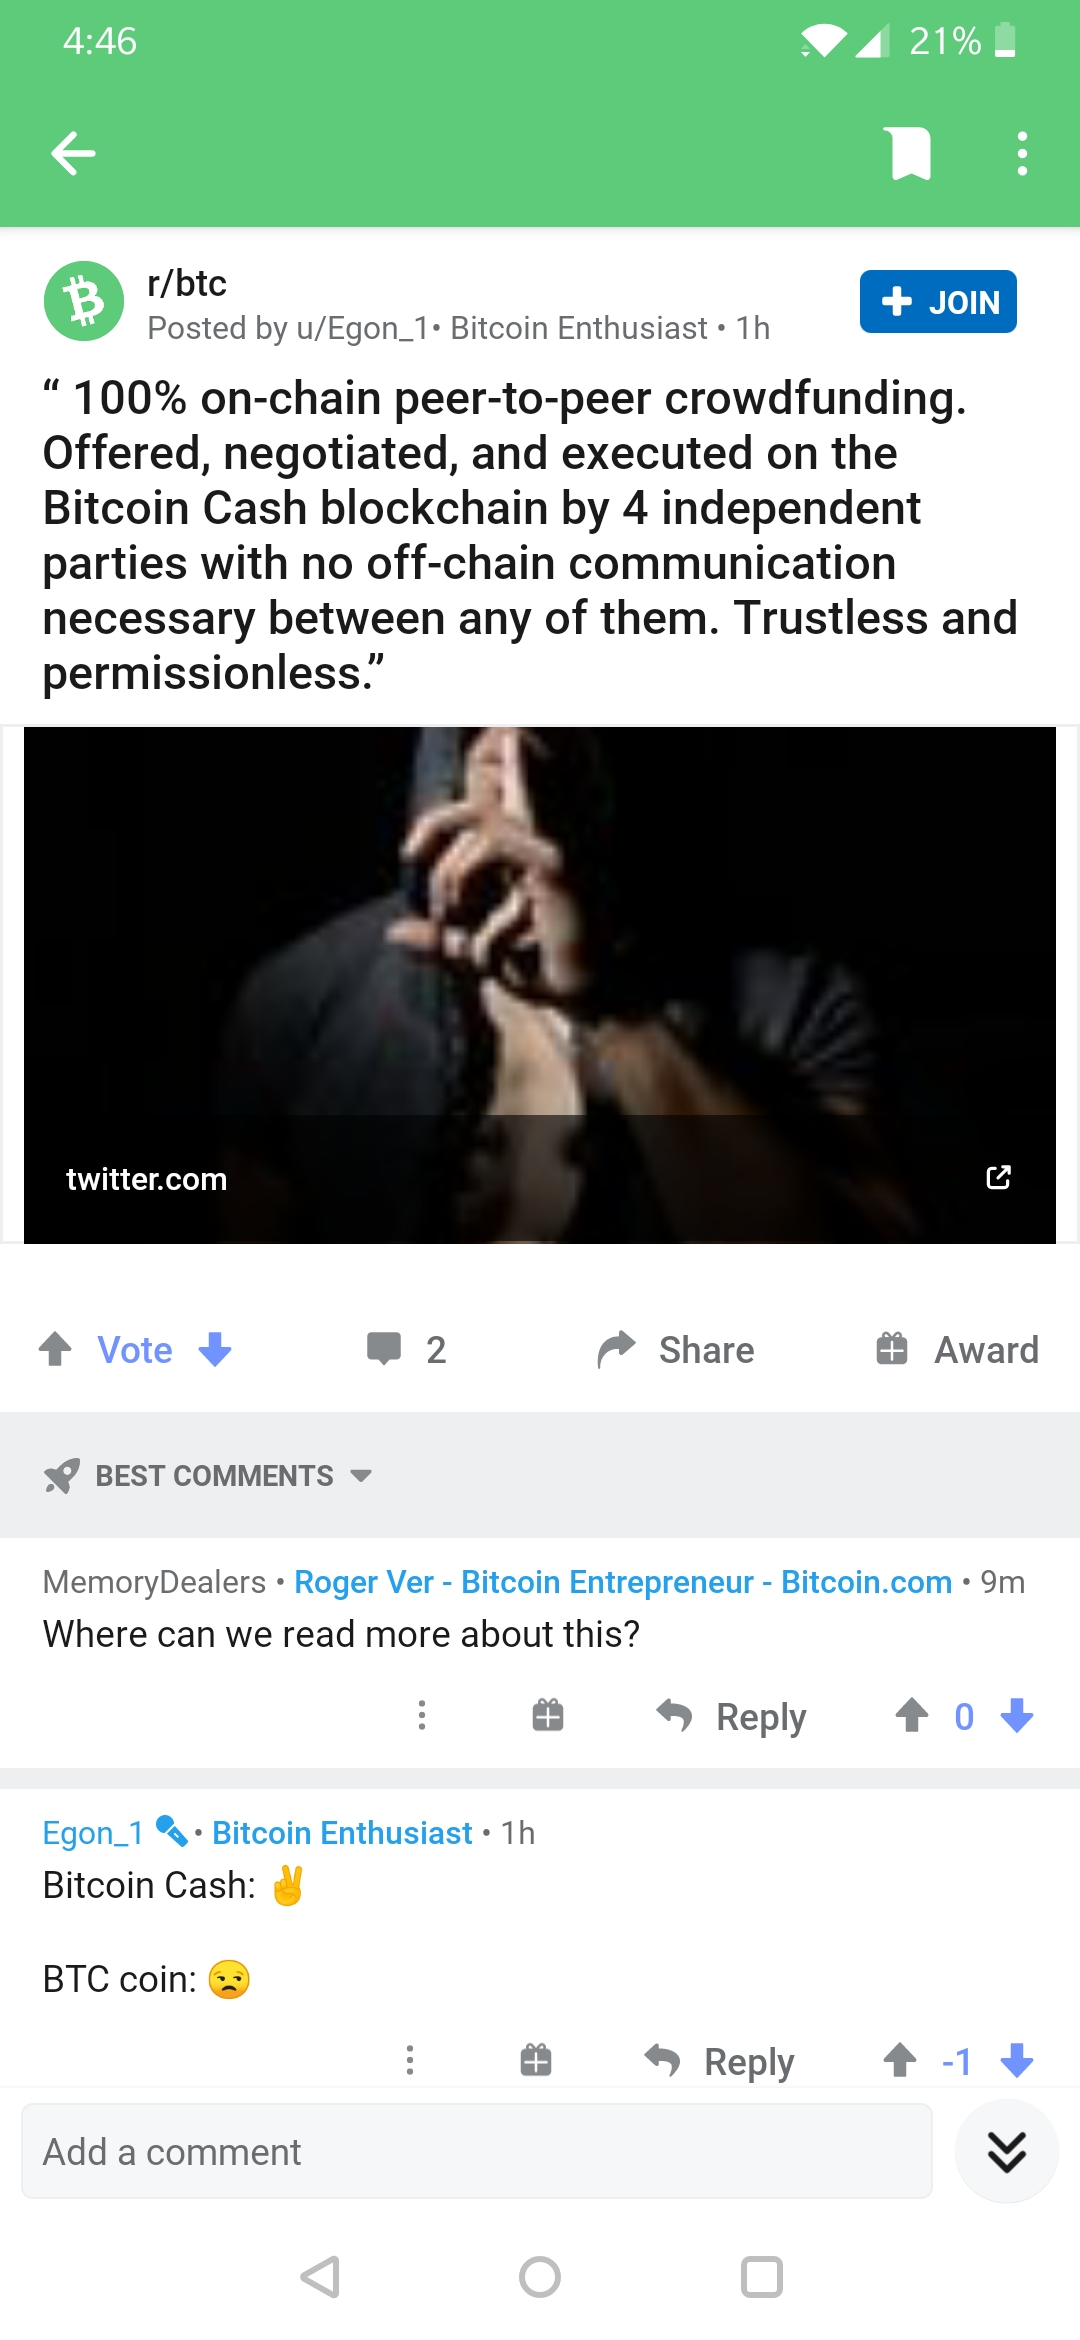 4:46
21%
r/btc
JOIN
Posted by u/Egon_1• Bitcoin Enthusiast • 1h
“ 100% on-chain peer-to-peer crowdfunding.
Offered, negotiated, and executed on the
Bitcoin Cash blockchain by 4 independent
parties with no off-chain communication
necessary between any of them. Trustless and
permissionless.”
twitter.com
Vote 2 Share Award
BEST COMMENTS
MemoryDealers • Roger Ver - Bitcoin Entrepreneur - Bitcoin.com • 9m
Where can we read more about this?
Reply 0
Egon_1 • Bitcoin Enthusiast • 1h
Bitcoin Cash: ✌️
BTC coin: 😒
Reply -1
Add a comment